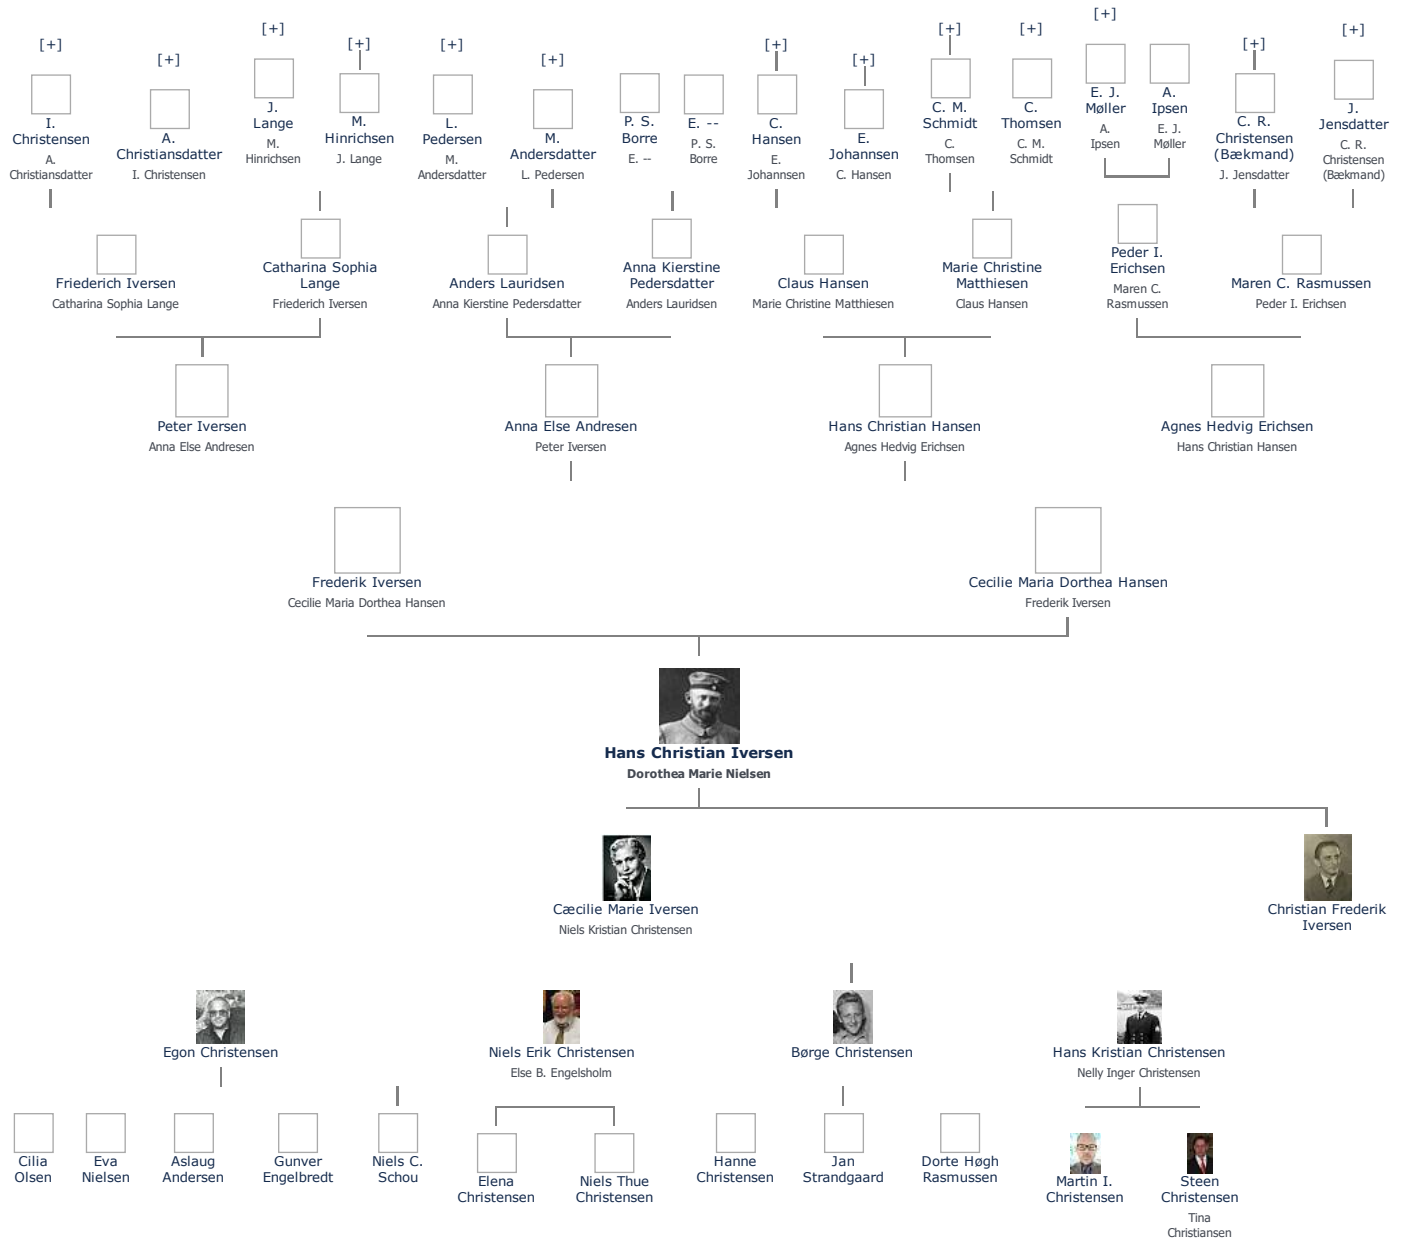 [+]
[+]
[+]
[+]
[+]
[+]
[+]
[+]
[+]
[+]
[+]
[+]
[+]
I.
Christensen
A.
Christiansdatter
A.
Christiansdatter
I. Christensen
J.
Lange
M.
Hinrichsen
M.
Hinrichsen
J. Lange
L.
Pedersen
M.
Andersdatter
M.
Andersdatter
L. Pedersen
P. S.
Borre
E. --
E. --
P. S.
Borre
C.
Hansen
E.
Johannsen
E.
Johannsen
C. Hansen
C. M.
Schmidt
C.
Thomsen
C.
Thomsen
C. M.
Schmidt
E. J.
Møller
A.
Ipsen
A.
Ipsen
E. J.
Møller
C. R.
Christensen
(Bækmand)
J. Jensdatter
J.
Jensdatter
C. R.
Christensen
(Bækmand)
Friederich Iversen
Catharina Sophia Lange
Catharina Sophia
Lange
Friederich Iversen
Anders Lauridsen
Anna Kierstine Pedersdatter
Anna Kierstine
Pedersdatter
Anders Lauridsen
Claus Hansen
Marie Christine Matthiesen
Marie Christine
Matthiesen
Claus Hansen
Peder I.
Erichsen
Maren C.
Rasmussen
Maren C. Rasmussen
Peder I. Erichsen
Peter Iversen
Anna Else Andresen
Anna Else Andresen
Peter Iversen
Hans Christian Hansen
Agnes Hedvig Erichsen
Agnes Hedvig Erichsen
Hans Christian Hansen
Frederik Iversen
Cecilie Maria Dorthea Hansen
Cecilie Maria Dorthea Hansen
Frederik Iversen
Hans Christian Iversen
Dorothea Marie Nielsen
Cæcilie Marie Iversen
Niels Kristian Christensen
Christian Frederik
Iversen
Egon Christensen
Niels Erik Christensen
Else B. Engelsholm
Børge Christensen
Hans Kristian Christensen
Nelly Inger Christensen
Cilia
Olsen
Eva
Nielsen
Aslaug
Andersen
Gunver
Engelbredt
Niels C.
Schou
Elena
Christensen
Niels Thue
Christensen
Hanne
Christensen
Jan
Strandgaard
Dorte Høgh
Rasmussen
Martin I.
Christensen
Steen
Christensen
Tina
Christiansen